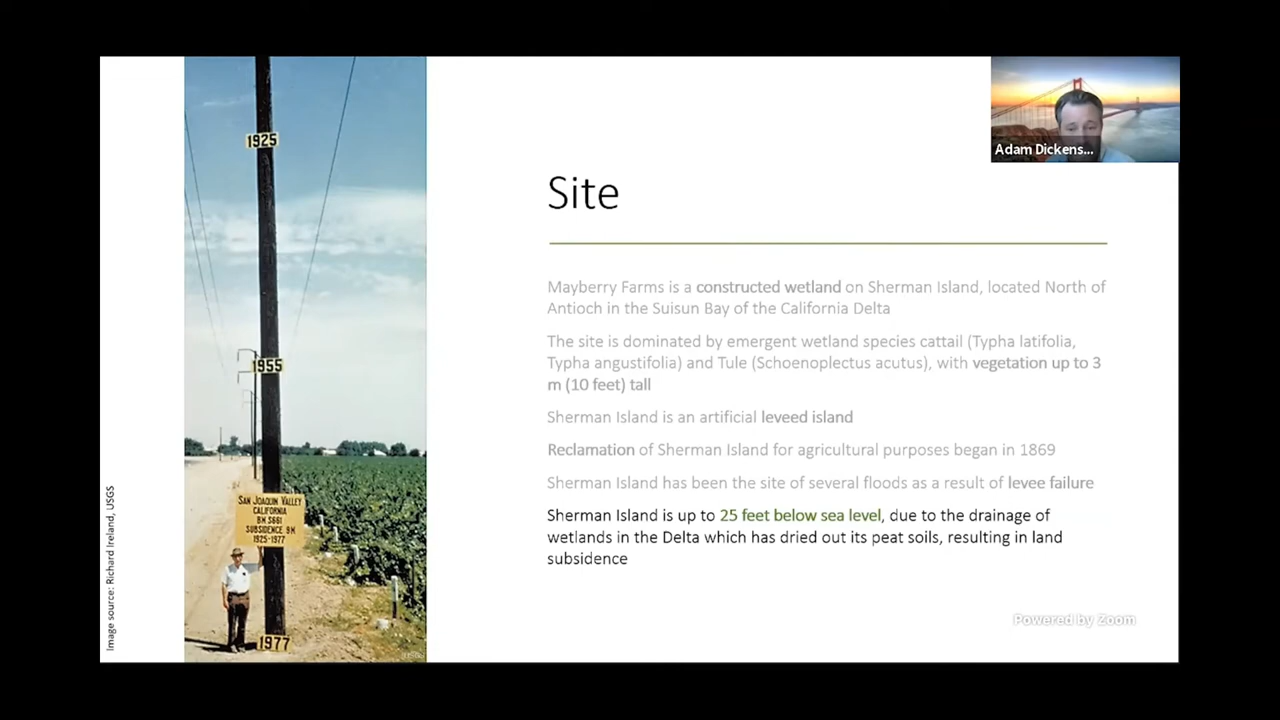 1925
1955
SAN JOAQUIN VALLEY
CALIFORNIA
BM S661
SUBSIDENCE 9M
1925-1977
1977
Image source: Richard Ireland, USGS
Adam Dickens...
Site
Mayberry Farms is a constructed wetland on Sherman Island, located North of
Antioch in the Suisun Bay of the California Delta
The site is dominated by emergent wetland species cattail (Typha latifolia,
Typha angustifolia) and Tule (Schoenoplectus acutus), with vegetation up to 3
m (10 feet) tall
Sherman Island is an artificial leveed island
Reclamation of Sherman Island for agricultural purposes began in 1869
Sherman Island has been the site of several floods as a result of levee failure
Sherman Island is up to 25 feet below sea level, due to the drainage of
wetlands in the Delta which has dried out its peat soils, resulting in land
subsidence
Powered by Zoom